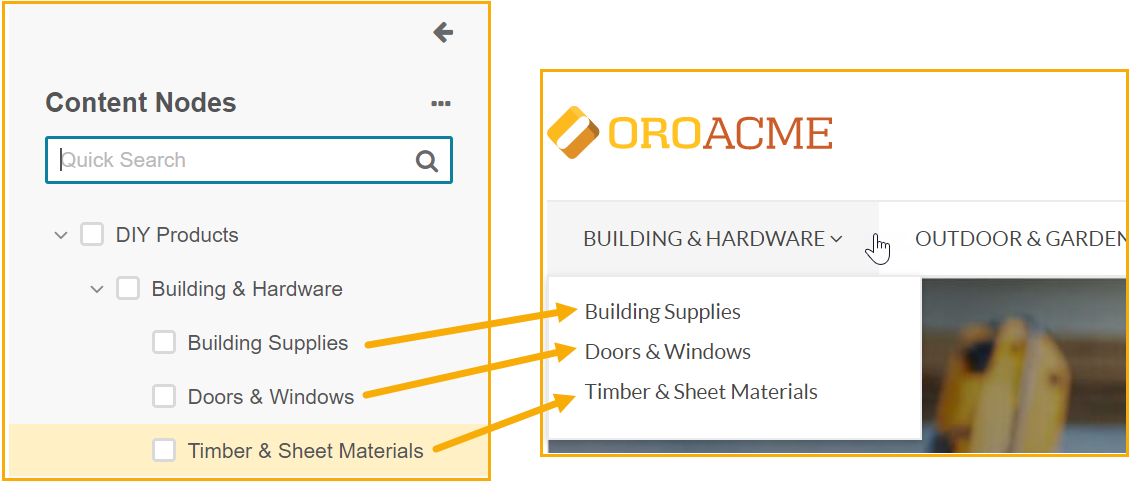 Content Nodes
Quick Search
DIY Products
Building & Hardware
Building Supplies
Doors & Windows
Timber & Sheet Materials
OROACME
BUILDING & HARDWARE
OUTDOOR & GARDEN
Building Supplies
Doors & Windows
Timber & Sheet Materials